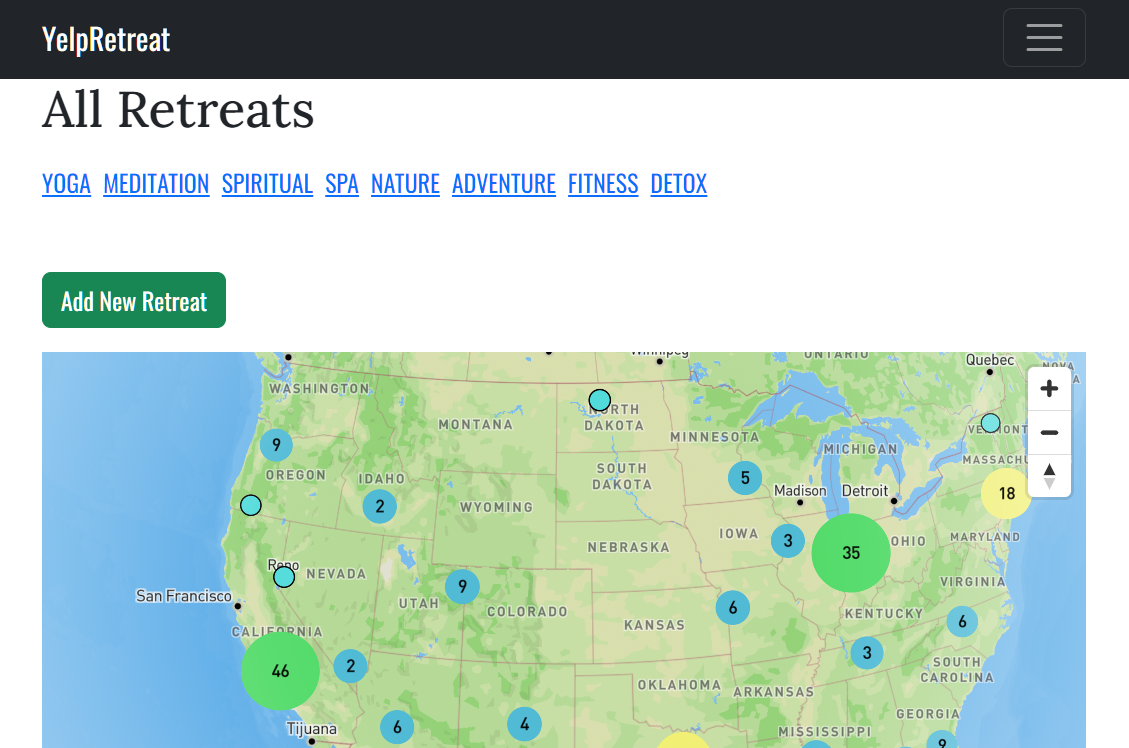 YelpRetreat
All Retreats
YOGA MEDITATION SPIRITUAL SPA NATURE ADVENTURE FITNESS DETOX
Add New Retreat
Winnipeg
ONTARIO
Quebec
NOVA
WASHINGTON
NORTH
DAKOTA
MONTANA
VERMONT
MINNESOTA
9
MICHIGAN
MASSACHU
OREGON
IDAHO
SOUTH
DAKOTA
5
Madison
Detroit
18
2
WYOMING
IOWA
3
35
OHIO
MARYLAND
NEBRASKA
Reno
NEVADA
VIRGINIA
9
San Francisco
UTAH
COLORADO
6
KENTUCKY
KANSAS
6
CALIFORNIA
3
46
2
SOUTH
CAROLINA
OKLAHOMA
ARKANSAS
GEORGIA
Tijuana
6
4
MISSISSIPPI
9